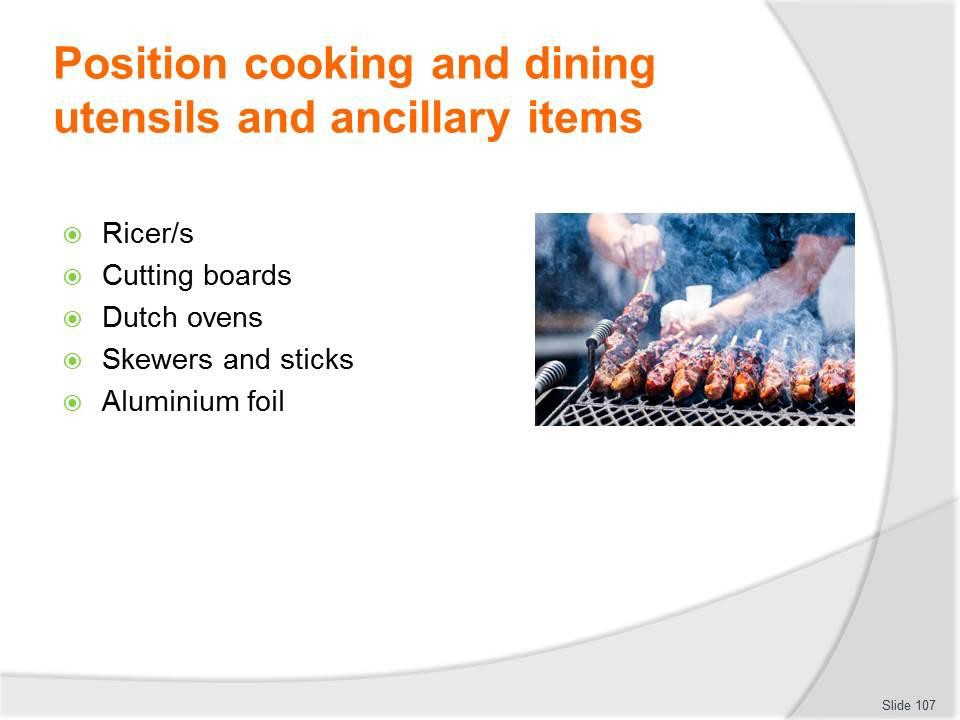 Position cooking and dining
utensils and ancillary items
Ricer/s
Cutting boards
Dutch ovens
Skewers and sticks
Aluminium foil
Slide 107